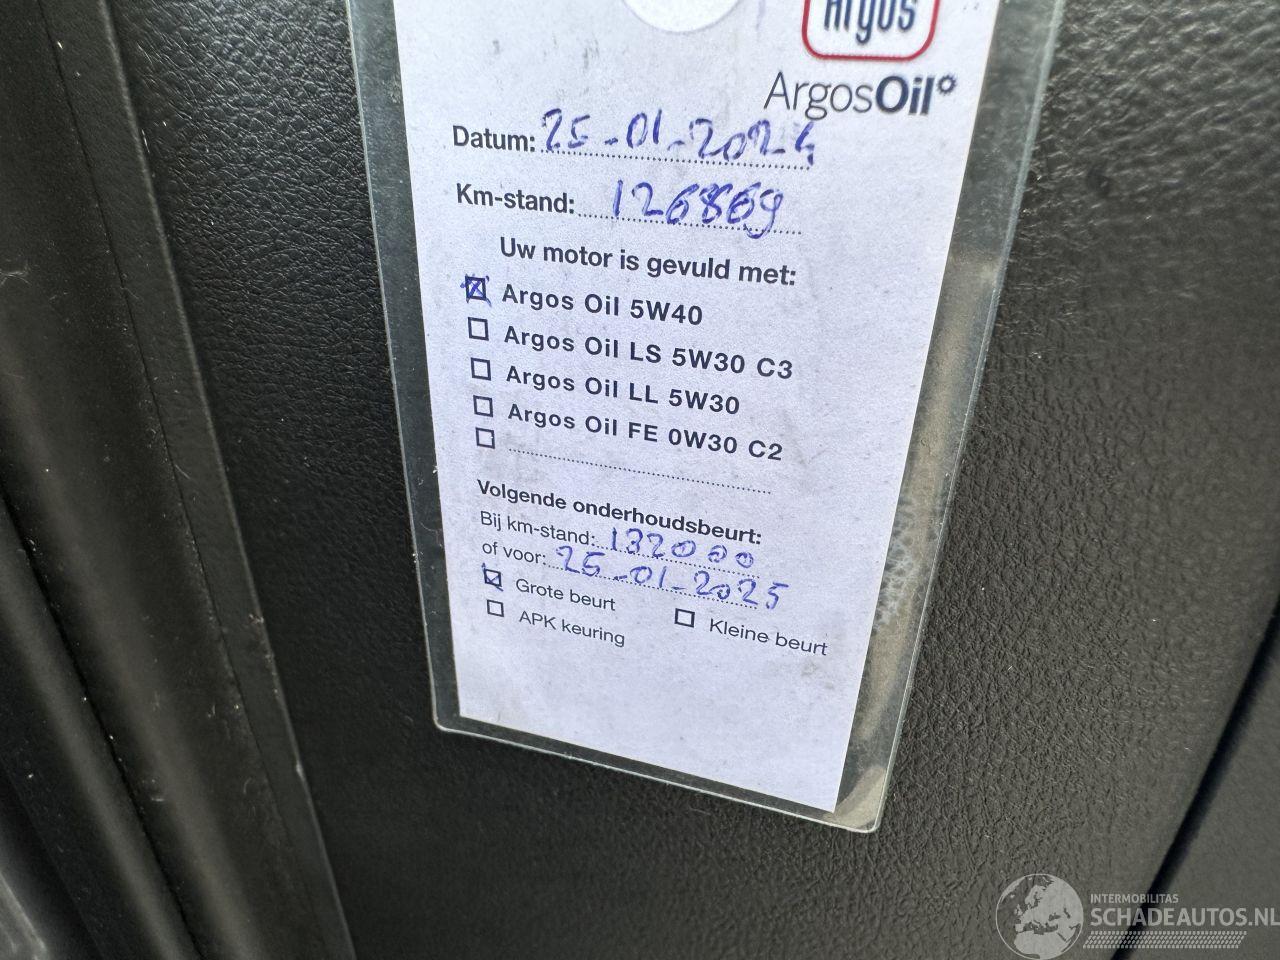 Argos
ArgosOil
Datum: 25-01-2024
Km-stand: 126869
Uw motor is gevuld met:
Argos Oil 5W40
Argos Oil LS 5W30 C3
Argos Oil LL 5W30
Argos Oil FE 0W30 C2
Volgende onderhoudsbeurt:
Bij km-stand: 132000
of voor: 25-01-2025
Grote beurt
Kleine beurt
APK keuring
INTERMOBILITAS
SCHADEAUTOS.NL